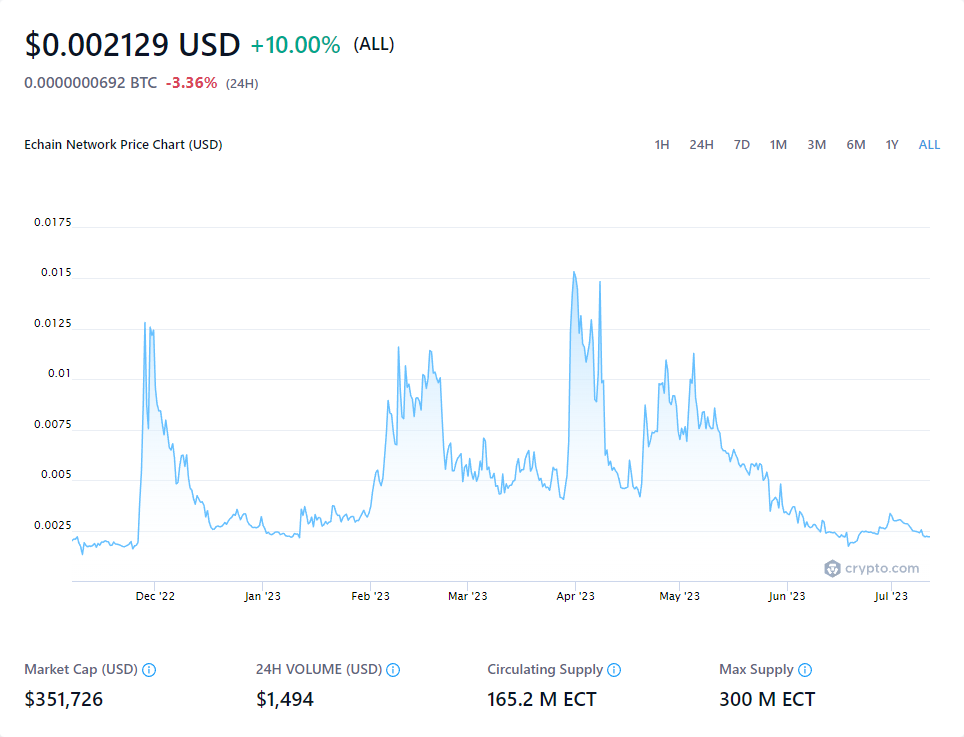 $0.002129 USD +10.00% (ALL)
0.0000000692 BTC -3.36% (24H)
Echain Network Price Chart (USD) 1H 24H 7D 1M 3M 6M 1Y ALL
0.0175
0.015
0.0125
0.01
0.0075
0.005
0.0025
crypto.com
Dec '22 Jan '23 Feb '23 Mar '23 Apr '23 May '23 Jun '23 Jul '23
Market Cap (USD) 24H VOLUME (USD) Circulating Supply Max Supply
$351,726 $1,494 165.2 M ECT 300 M ECT